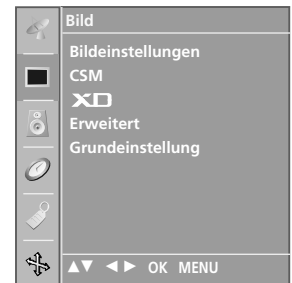 Bild
Bildeinstellungen
CSM
XD
Erweitert
Grundeinstellung
▲▼ ◄► OK MENU